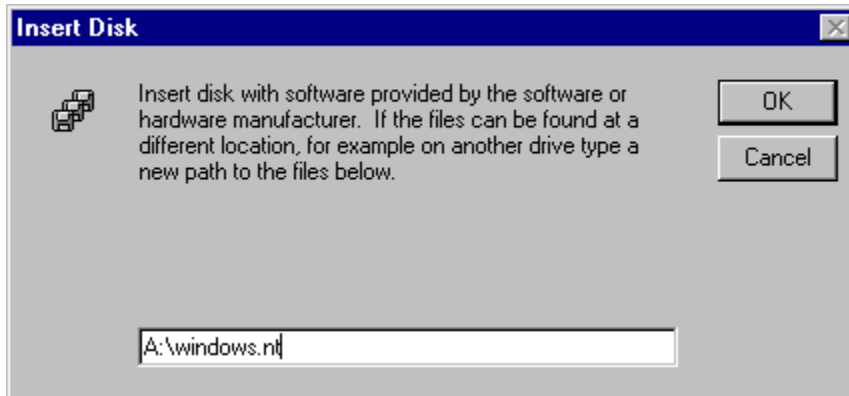 Insert Disk
Insert disk with software provided by the software or
hardware manufacturer.  If the files can be found at a
different location, for example on another drive type a
new path to the files below.
OK
Cancel
A:\windows.nt